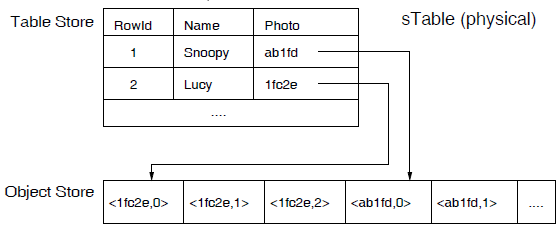 sTable (physical)
Table Store
RowId Name Photo
1 Snoopy ab1fd
2 Lucy 1fc2e
....
Object Store
<1fc2e,0> <1fc2e,1> <1fc2e,2> <ab1fd,0> <ab1fd,1> ....